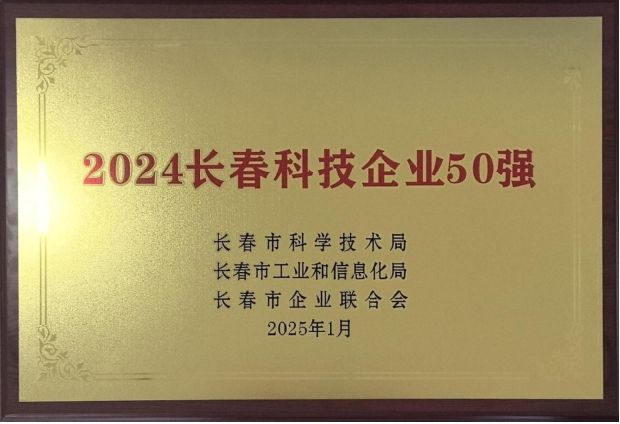 2024长春科技企业50强
长春市科学技术局
长春市工业和信息化局
长春市企业联合会
2025年1月